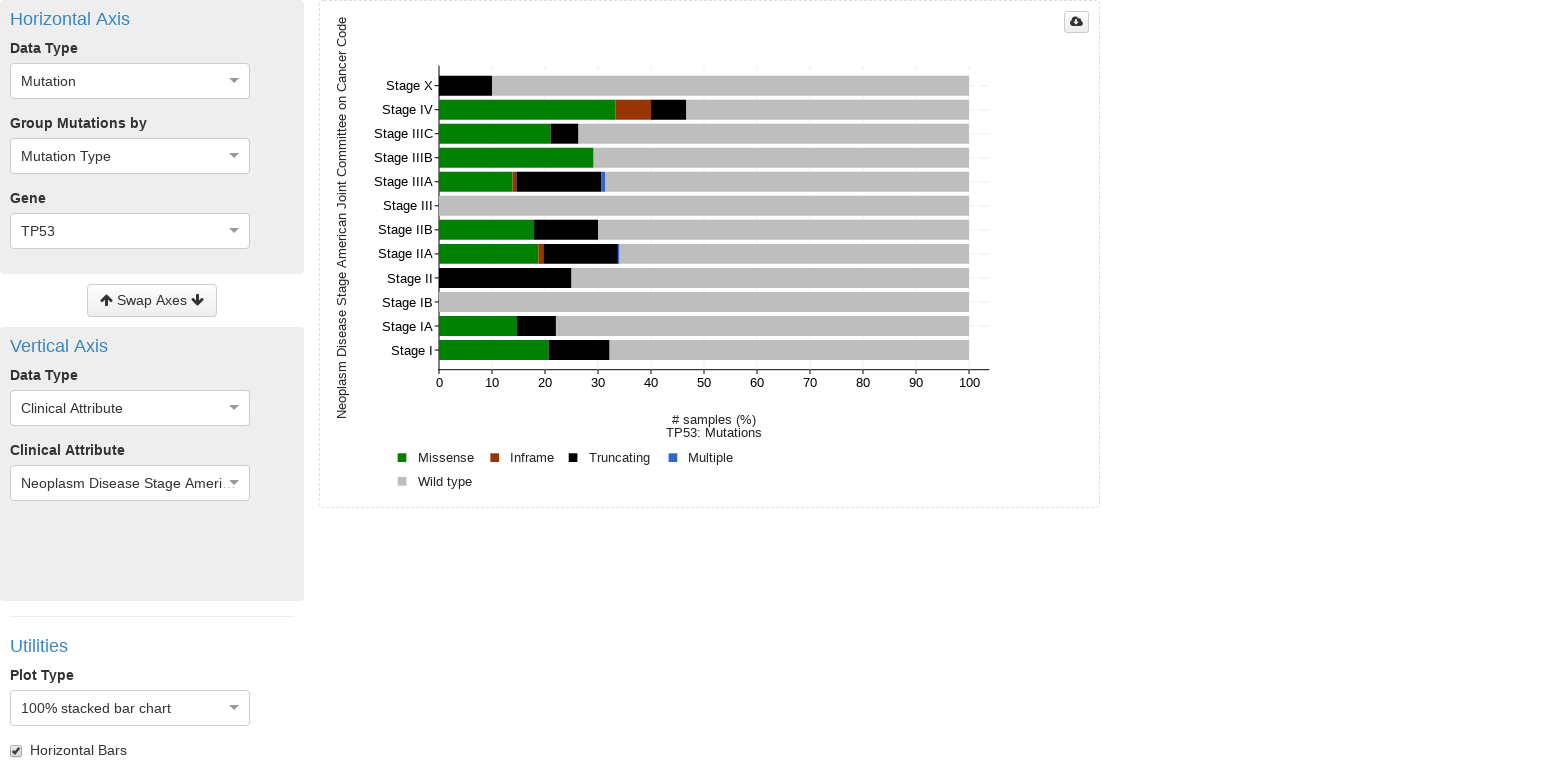 Horizontal Axis
Data Type
Mutation
Group Mutations by
Mutation Type
Gene
TP53
Swap Axes
Vertical Axis
Data Type
Clinical Attribute
Clinical Attribute
Neoplasm Disease Stage Ameri...
Utilities
Plot Type
100% stacked bar chart
Horizontal Bars
Neoplasm Disease Stage American Joint Committee on Cancer Code
Stage X
Stage IV
Stage IIIC
Stage IIIB
Stage IIIA
Stage III
Stage IIB
Stage IIA
Stage II
Stage IB
Stage IA
Stage I
0 10 20 30 40 50 60 70 80 90 100
# samples (%)
TP53: Mutations
Missense Inframe Truncating Multiple
Wild type